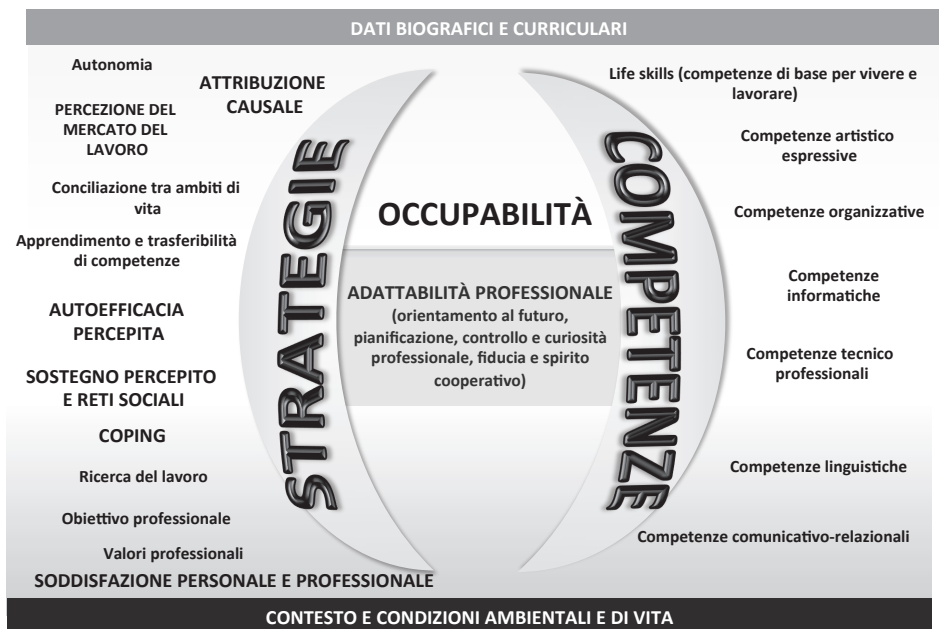 DATI BIOGRAFICI E CURRICULARI
Autonomia
ATTRIBUZIONE
CAUSALE
PERCEZIONE DEL
MERCATO DEL
LAVORO
Conciliazione tra ambiti di
vita
Apprendimento e trasferibilità
di competenze
AUTOEFFICACIA
PERCEPITA
SOSTEGNO PERCEPITO
E RETI SOCIALI
COPING
Ricerca del lavoro
Obiettivo professionale
Valori professionali
SODDISFAZIONE PERSONALE E PROFESSIONALE
STRATEGIE
OCCUPABILITÀ
ADATTABILITÀ PROFESSIONALE
(orientamento al futuro,
pianificazione, controllo e curiosità
professionale, fiducia e spirito
cooperativo)
COMPETENZE
Life skills (competenze di base per vivere e
lavorare)
Competenze artistico
espressive
Competenze organizzative
Competenze
informatiche
Competenze tecnico
professionali
Competenze linguistiche
Competenze comunicativo-relazionali
CONTESTO E CONDIZIONI AMBIENTALI E DI VITA